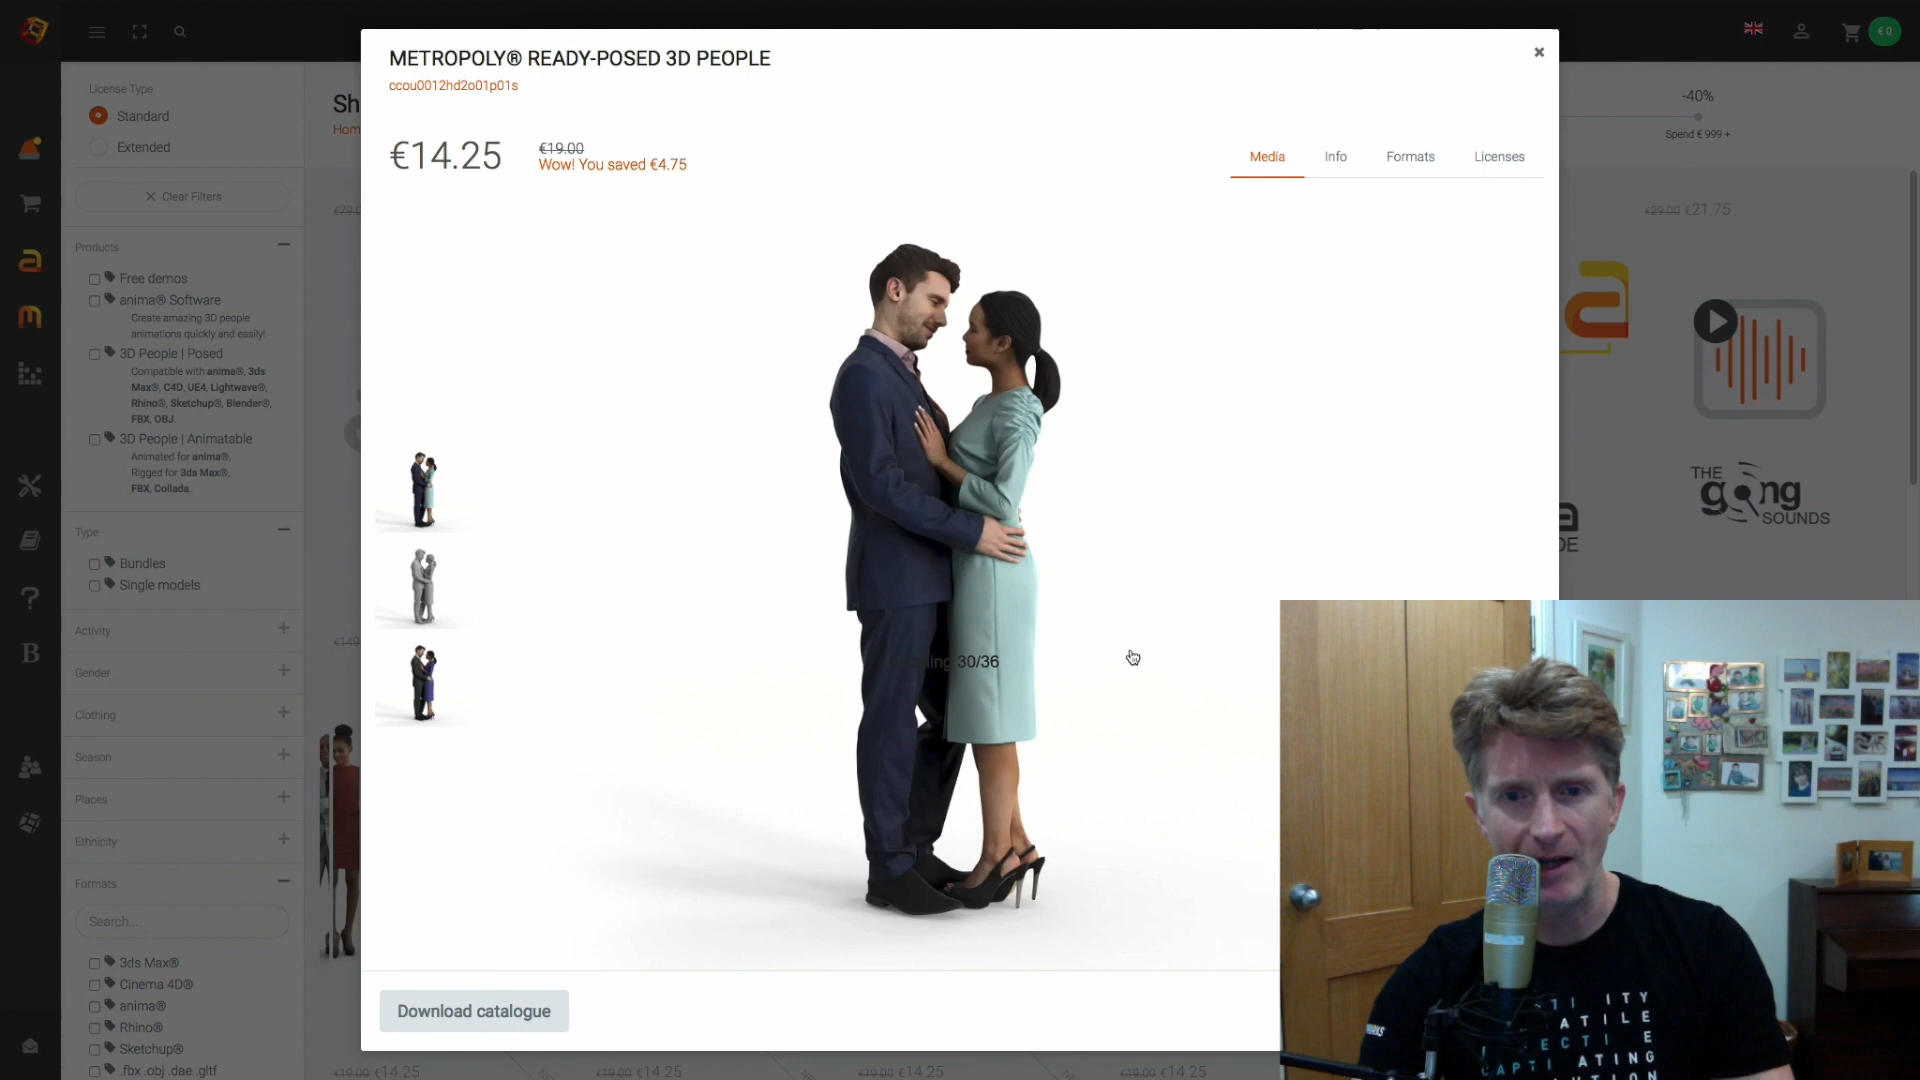 METROPOLY® READY-POSED 3D PEOPLE
ccou0012hd2o01p01s
€14.25
€19.00
Wow! You saved €4.75
Media
Info
Formats
Licenses
Download catalogue
€ 0
License Type
Standard
Extended
Clear Filters
Products
Free demos
anima® Software
Create amazing 3D people
animations quickly and easily!
3D People | Posed
Compatible with anima®, 3ds
Max®, C4D, UE4, Lightwave®,
Rhino®, Sketchup®, Blender®,
FBX, OBJ.
3D People | Animatable
Animated for anima®,
Rigged for 3ds Max®,
FBX, Collada.
Type
Bundles
Single models
Activity
Gender
Clothing
Season
Places
Ethnicity
Formats
Search...
3ds Max®
Cinema 4D®
anima®
Rhino®
Sketchup®
.fbx .obj .dae .gltf
Sh
Hom
-40%
Spend € 999 +
€29.00 €21.75
THE
gong
SOUNDS
30/36
€149
€19.00 €14.25
€19.00 €14.25
€19.00 €14.25
€19.00 €14.25